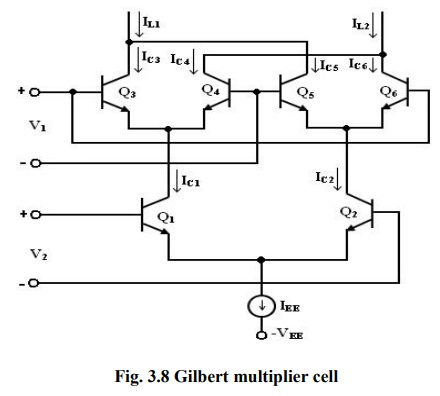 IL1 IL2
IC3 IC4 IC5 IC6
+ Q3 Q4 Q5 Q6
V1
-
IC1 IC2
+ Q1 Q2
V2
-
IEE
-VEE
Fig. 3.8 Gilbert multiplier cell